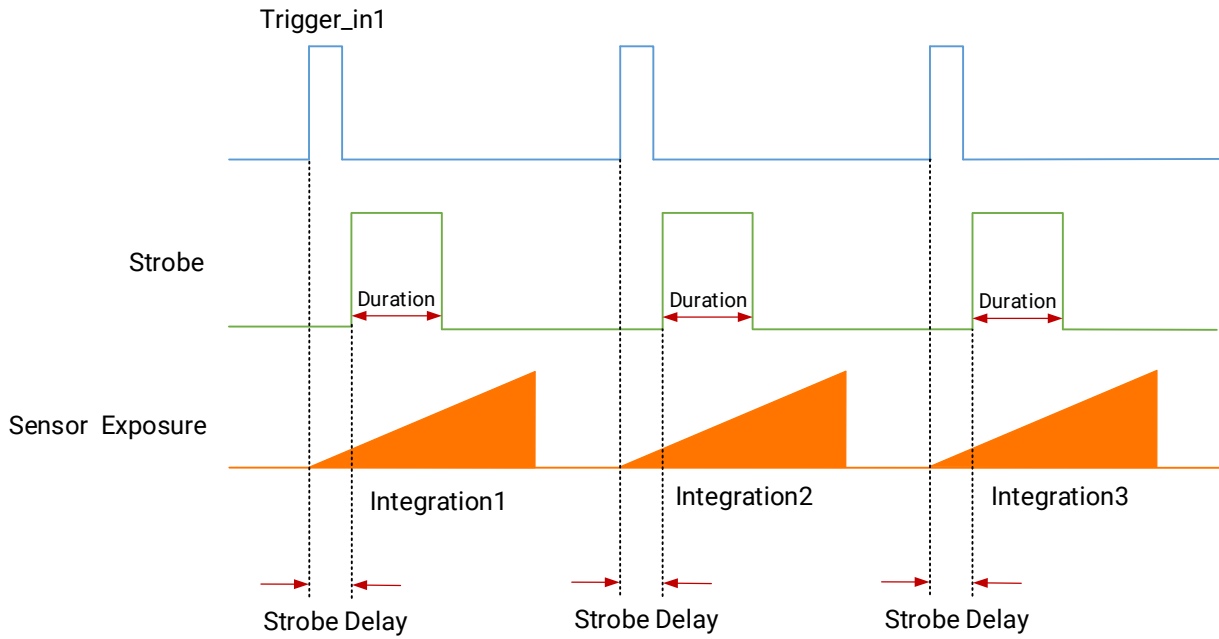 Trigger_in1
Strobe
Duration
Duration
Duration
Sensor Exposure
Integration1
Integration2
Integration3
Strobe Delay
Strobe Delay
Strobe Delay